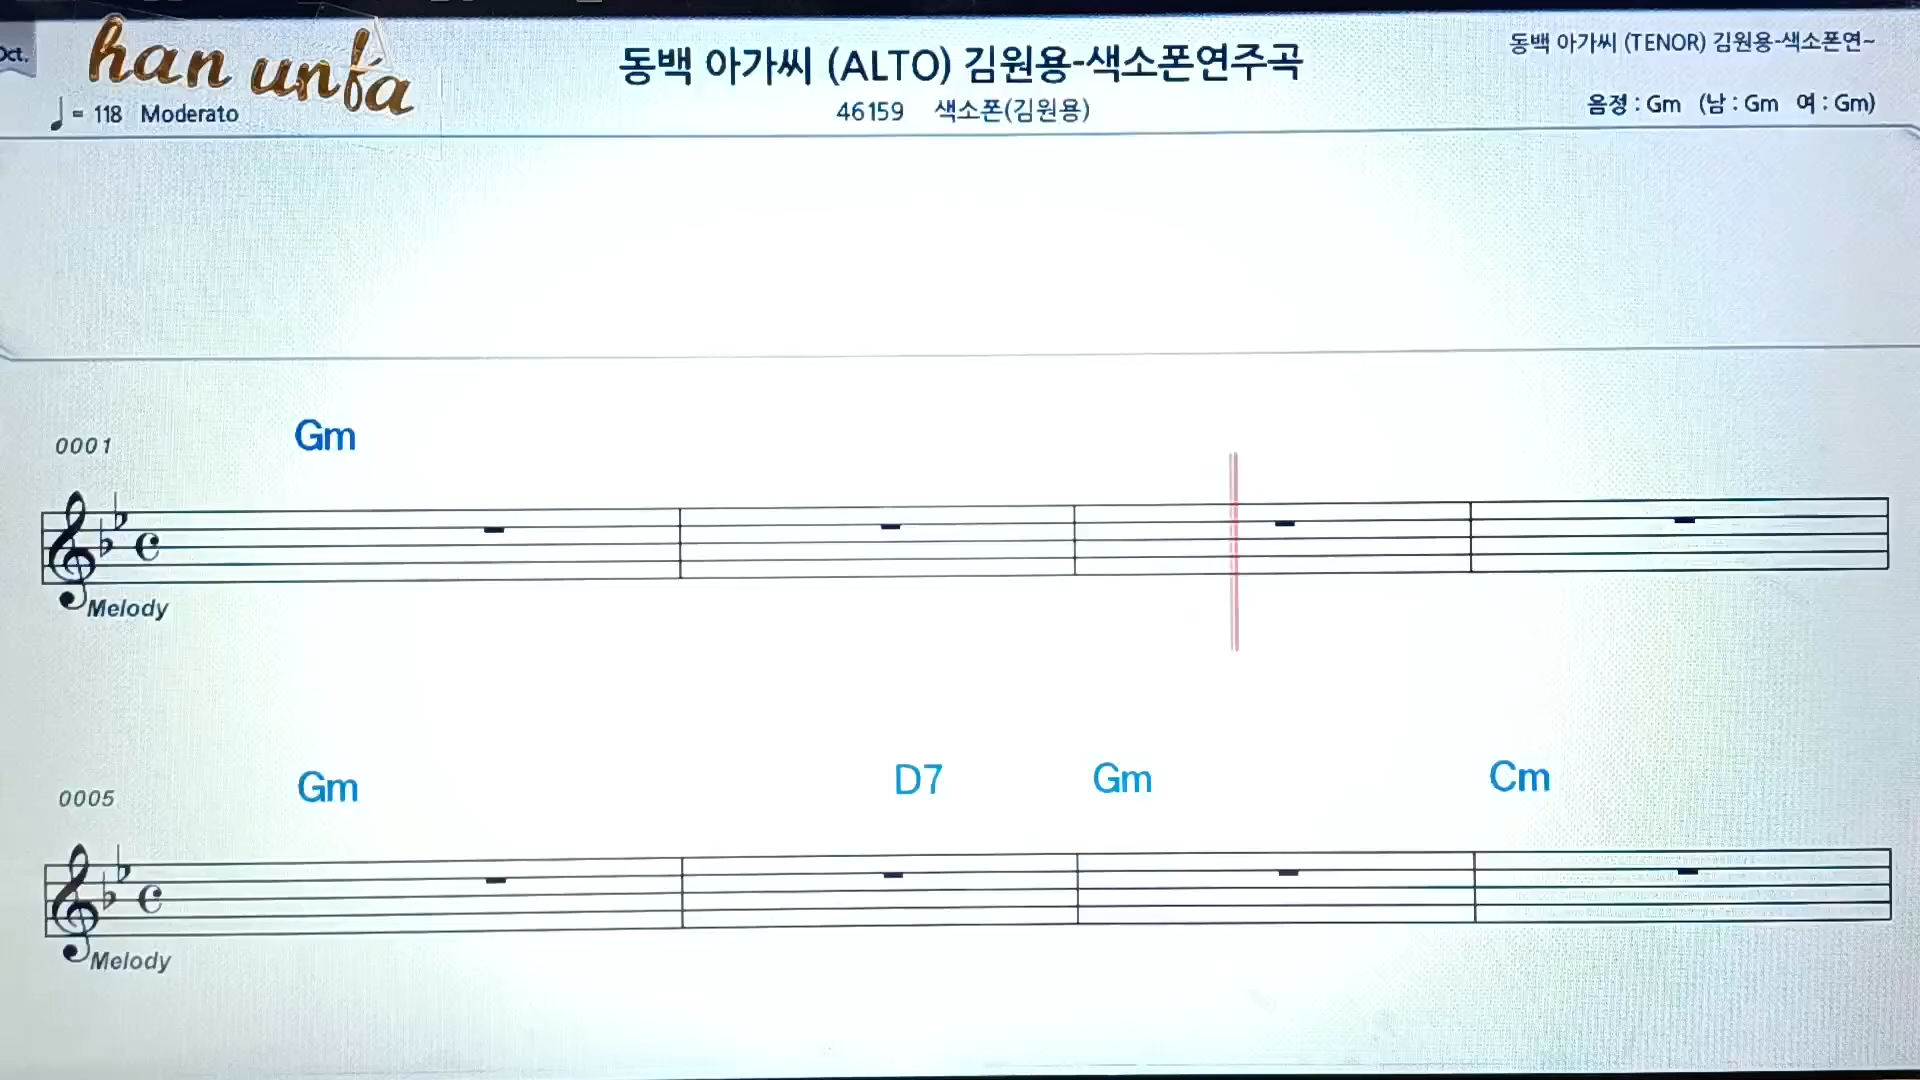 Oct.
han unba
동백 아가씨 (ALTO) 김원용-색소폰연주곡
동백 아가씨 (TENOR) 김원용-색소폰연~
= 118 Moderato
46159 색소폰(김원용)
음정 : Gm (남 : Gm 여 : Gm)
Gm
0001
Melody
Gm D7 Gm Cm
0005
Melody